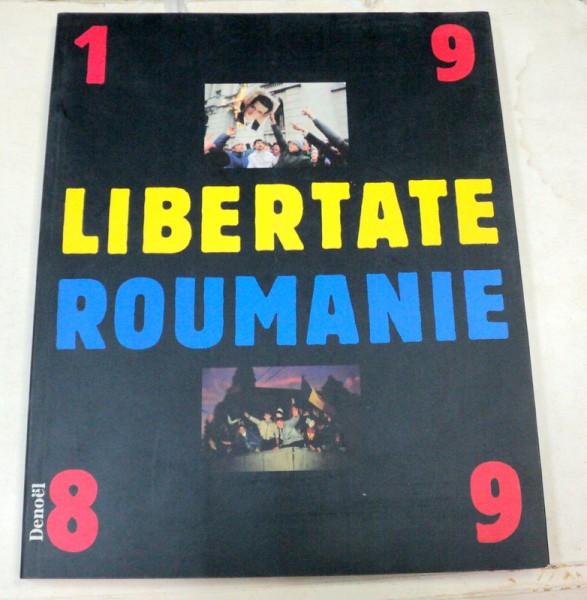 1 9
LIBERTATE
ROUMANIE
Denoël
8 9